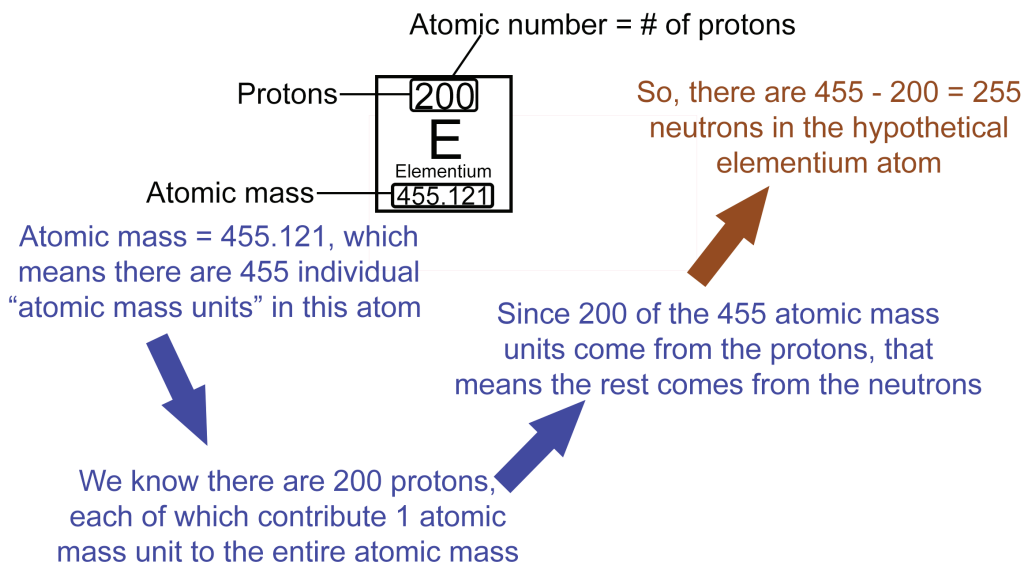 Atomic number = # of protons
Protons
200
E
Elementium
Atomic mass
455.121
Atomic mass = 455.121, which
means there are 455 individual
“atomic mass units” in this atom
We know there are 200 protons,
each of which contribute 1 atomic
mass unit to the entire atomic mass
Since 200 of the 455 atomic mass
units come from the protons, that
means the rest comes from the neutrons
So, there are 455 - 200 = 255
neutrons in the hypothetical
elementium atom